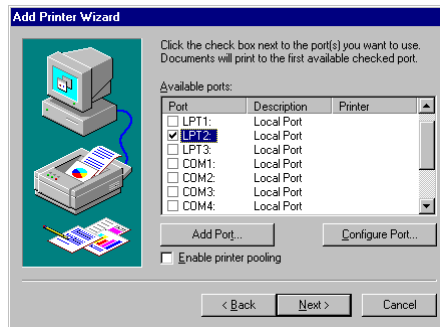 Add Printer Wizard
Click the check box next to the port(s) you want to use.
Documents will print to the first available checked port.
Available ports:
Port Description Printer
LPT1: Local Port
LPT2: Local Port
LPT3: Local Port
COM1: Local Port
COM2: Local Port
COM3: Local Port
COM4: Local Port
Add Port... Configure Port...
Enable printer pooling
< Back Next > Cancel